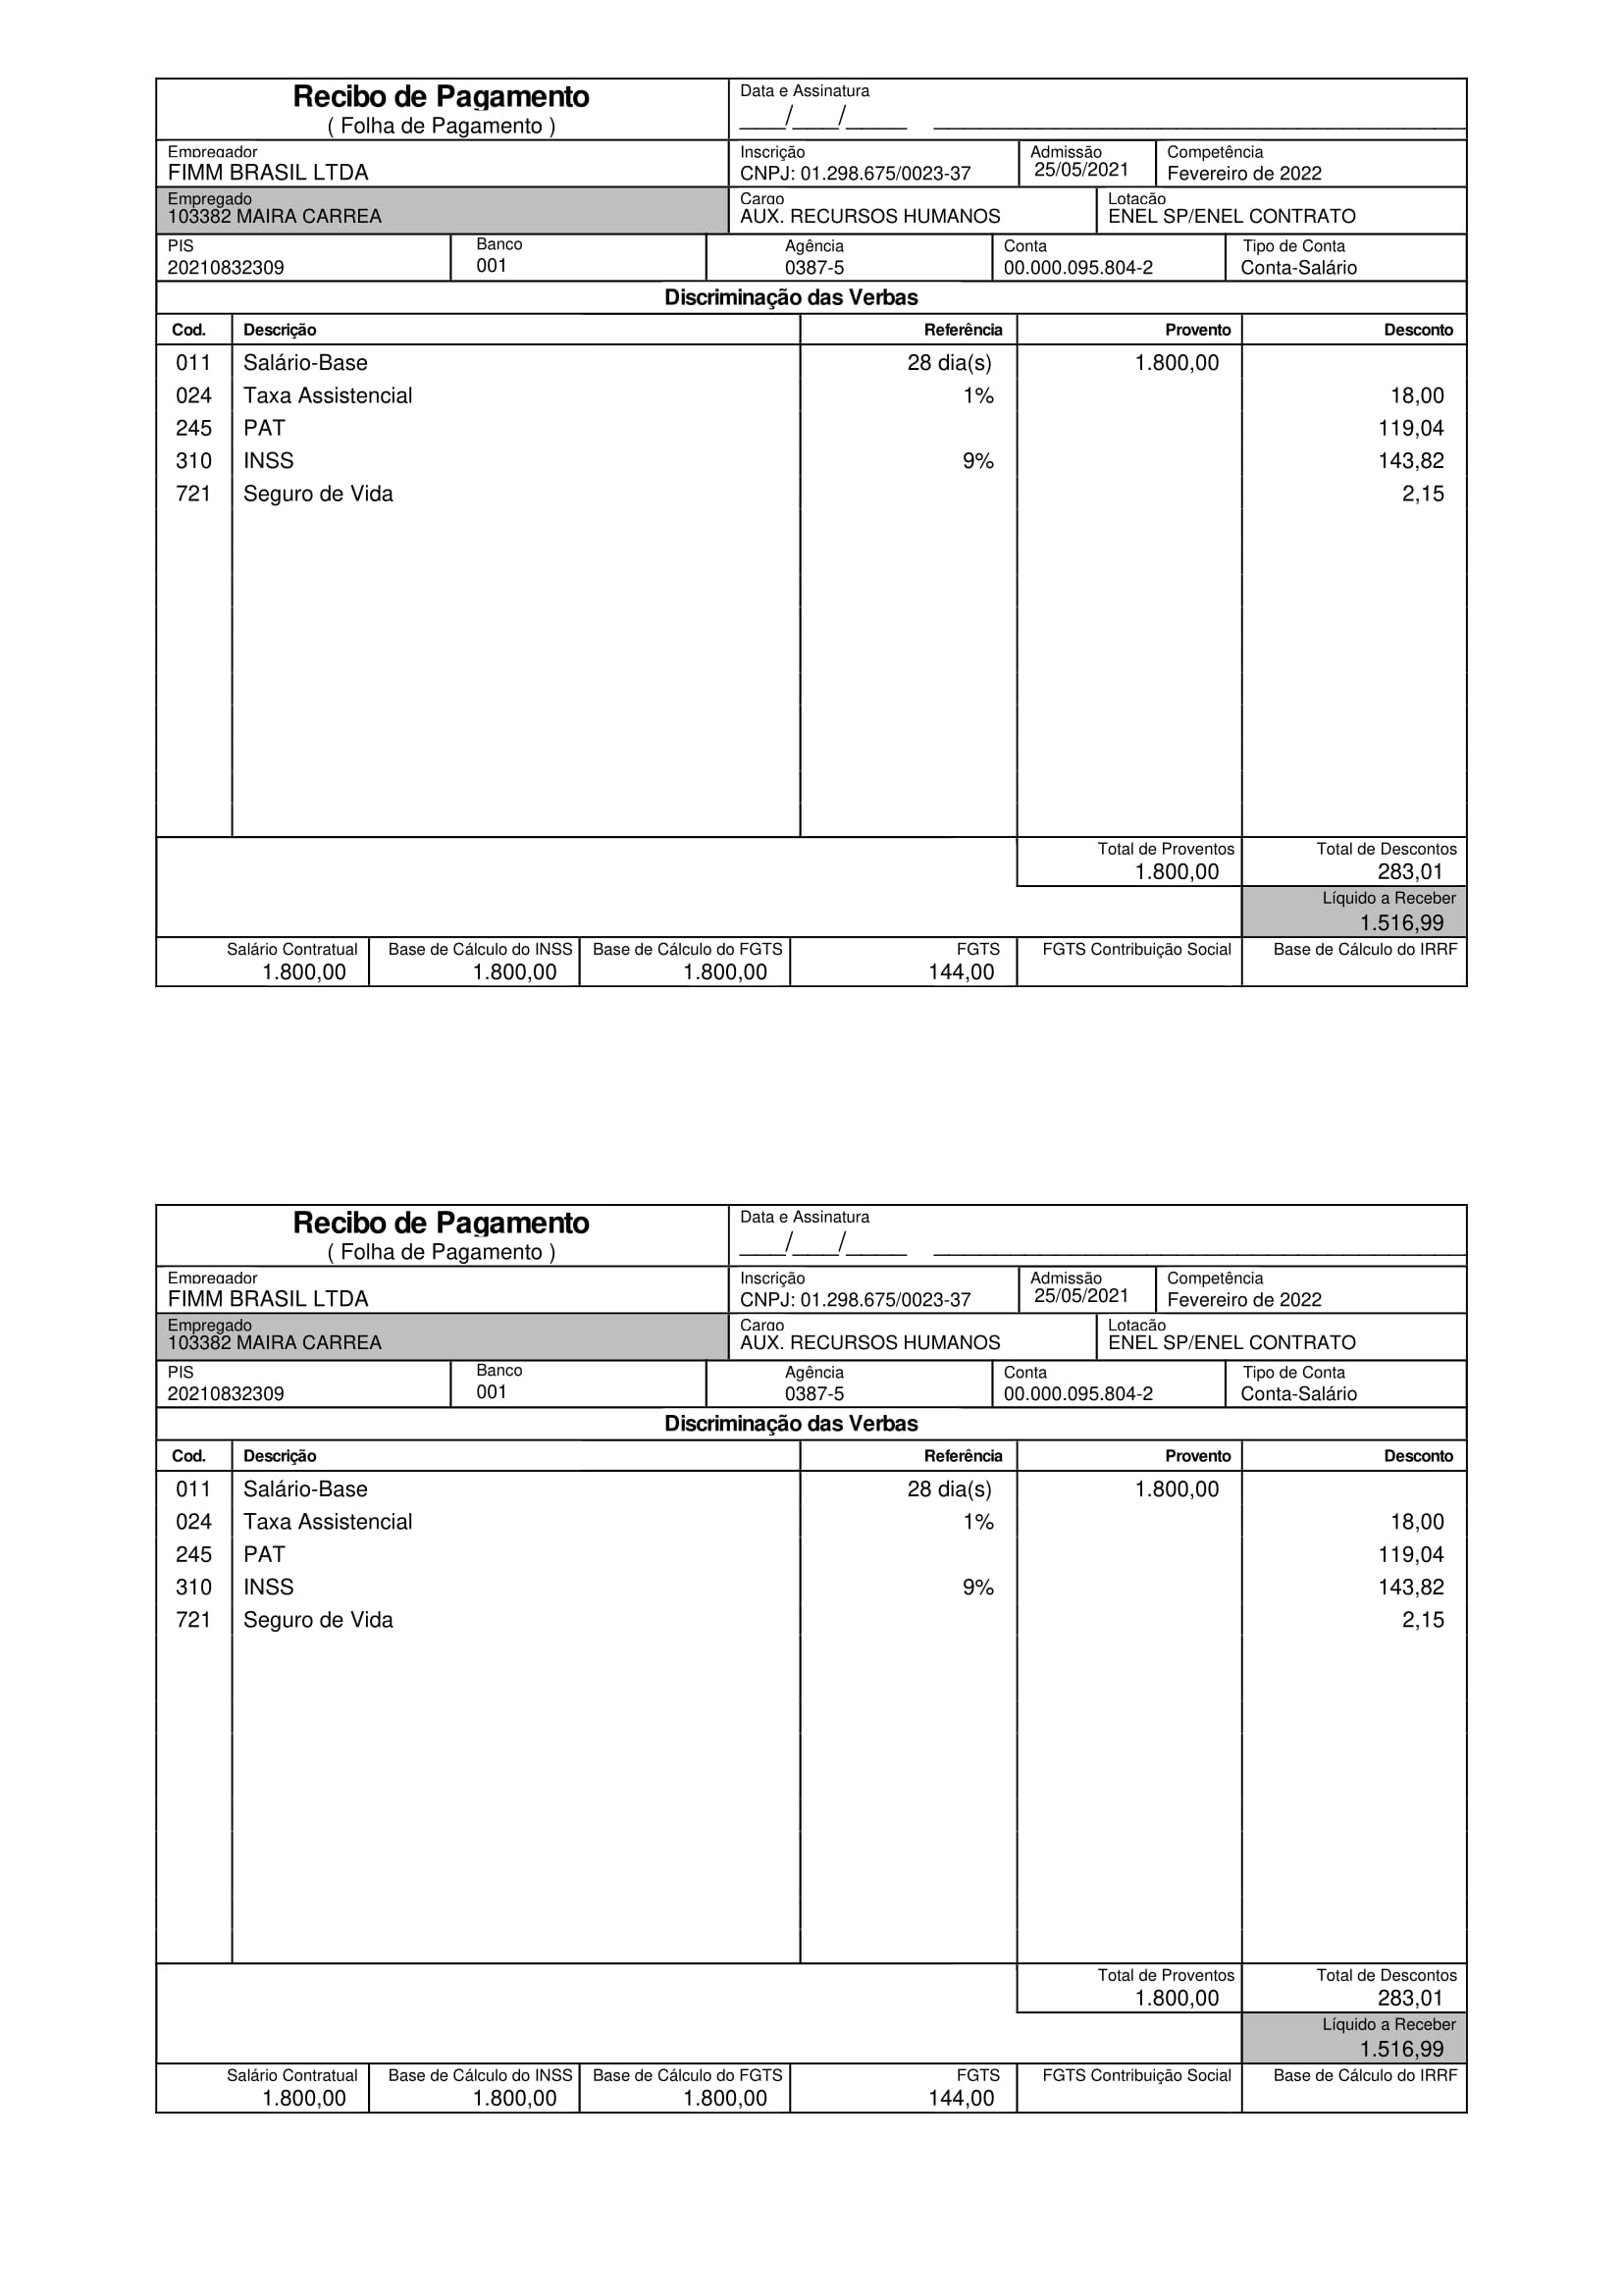 Recibo de Pagamento
( Folha de Pagamento )
Data e Assinatura
___/___/____ ____________________
Empregador
FIMM BRASIL LTDA
Inscrição
CNPJ: 01.298.675/0023-37
Admissão
25/05/2021
Competência
Fevereiro de 2022
Empregado
103382 MAIRA CARREA
Cargo
AUX. RECURSOS HUMANOS
Lotação
ENEL SP/ENEL CONTRATO
PIS
20210832309
Banco
001
Agência
0387-5
Conta
00.000.095.804-2
Tipo de Conta
Conta-Salário
Discriminação das Verbas
Cod. Descrição Referência Provento Desconto
011 Salário-Base 28 dia(s) 1.800,00
024 Taxa Assistencial 1% 18,00
245 PAT 119,04
310 INSS 9% 143,82
721 Seguro de Vida 2,15
Total de Proventos
1.800,00
Total de Descontos
283,01
Líquido a Receber
1.516,99
Salário Contratual
1.800,00
Base de Cálculo do INSS
1.800,00
Base de Cálculo do FGTS
1.800,00
FGTS
144,00
FGTS Contribuição Social
Base de Cálculo do IRRF
Recibo de Pagamento
( Folha de Pagamento )
Data e Assinatura
___/___/____ ____________________
Empregador
FIMM BRASIL LTDA
Inscrição
CNPJ: 01.298.675/0023-37
Admissão
25/05/2021
Competência
Fevereiro de 2022
Empregado
103382 MAIRA CARREA
Cargo
AUX. RECURSOS HUMANOS
Lotação
ENEL SP/ENEL CONTRATO
PIS
20210832309
Banco
001
Agência
0387-5
Conta
00.000.095.804-2
Tipo de Conta
Conta-Salário
Discriminação das Verbas
Cod. Descrição Referência Provento Desconto
011 Salário-Base 28 dia(s) 1.800,00
024 Taxa Assistencial 1% 18,00
245 PAT 119,04
310 INSS 9% 143,82
721 Seguro de Vida 2,15
Total de Proventos
1.800,00
Total de Descontos
283,01
Líquido a Receber
1.516,99
Salário Contratual
1.800,00
Base de Cálculo do INSS
1.800,00
Base de Cálculo do FGTS
1.800,00
FGTS
144,00
FGTS Contribuição Social
Base de Cálculo do IRRF